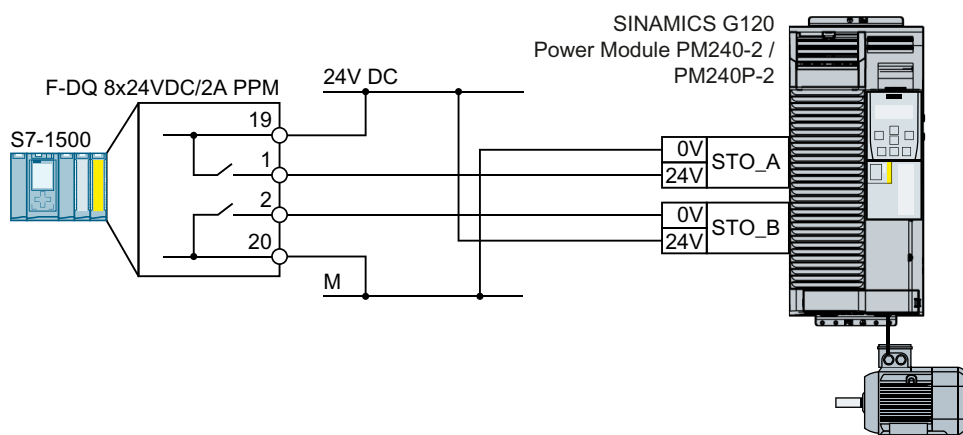 SINAMICS G120
Power Module PM240-2 /
PM240P-2
24V DC
F-DQ 8x24VDC/2A PPM
S7-1500
19
1
2
20
M
0V
24V
STO_A
0V
24V
STO_B